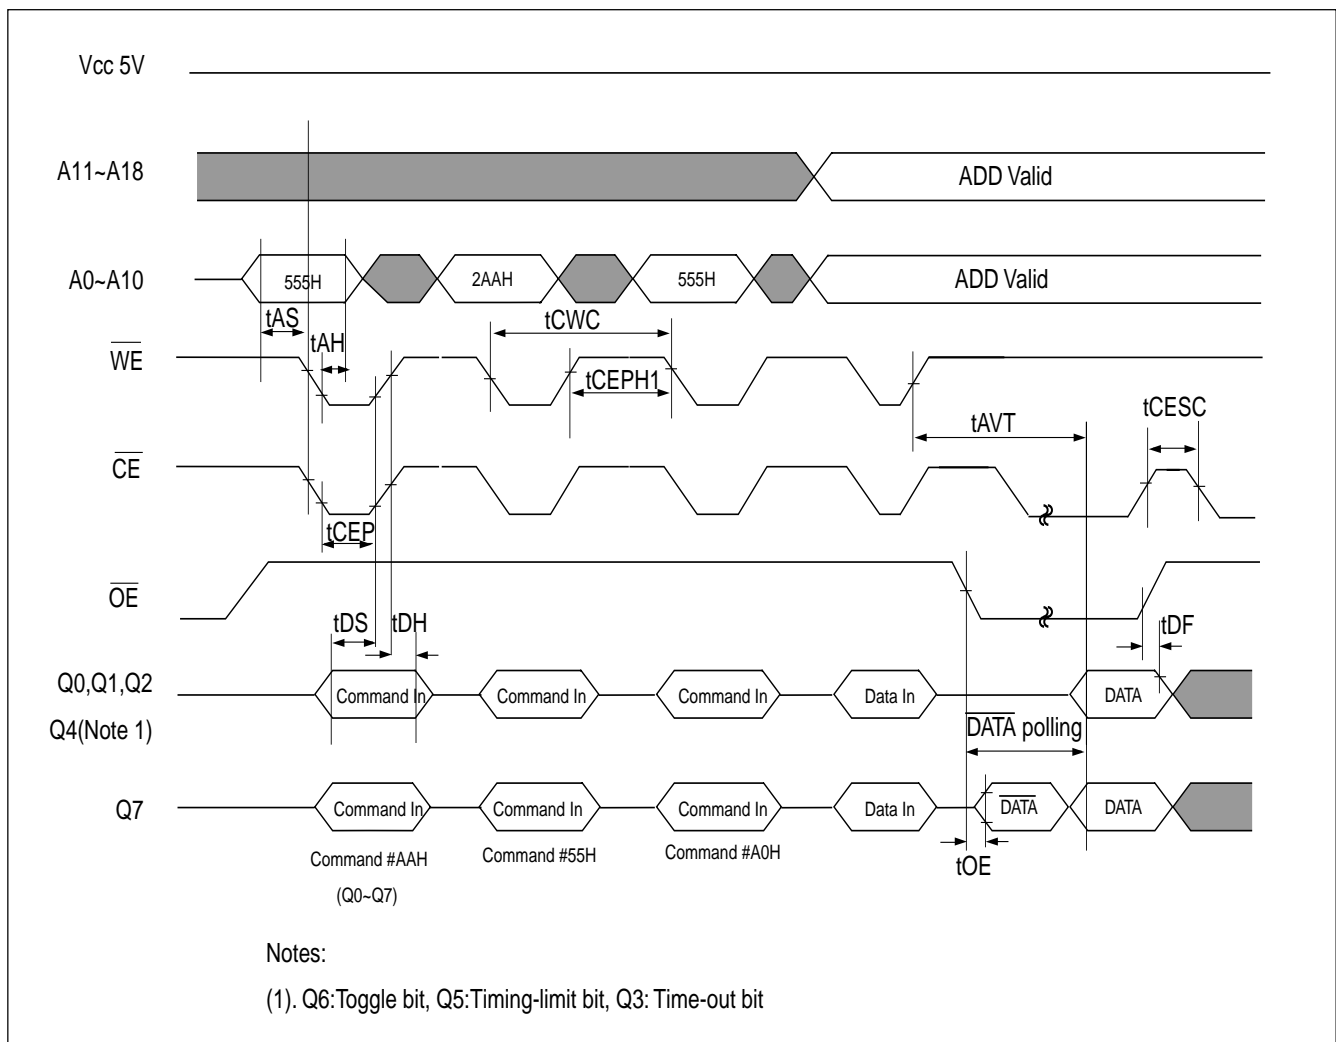 Vcc 5V
A11~A18
ADD Valid
A0~A10
555H
2AAH
555H
ADD Valid
tAS
tAH
tCWC
WE
tCEPH1
tAVT
tCESC
CE
tCEP
OE
tDS
tDH
tDF
Q0,Q1,Q2
Q4(Note 1)
Command In
Command In
Command In
Data In
DATA
DATA polling
Q7
Command In
Command In
Command In
Data In
DATA
DATA
Command #AAH
(Q0~Q7)
Command #55H
Command #A0H
tOE
Notes:
(1). Q6:Toggle bit, Q5:Timing-limit bit, Q3: Time-out bit